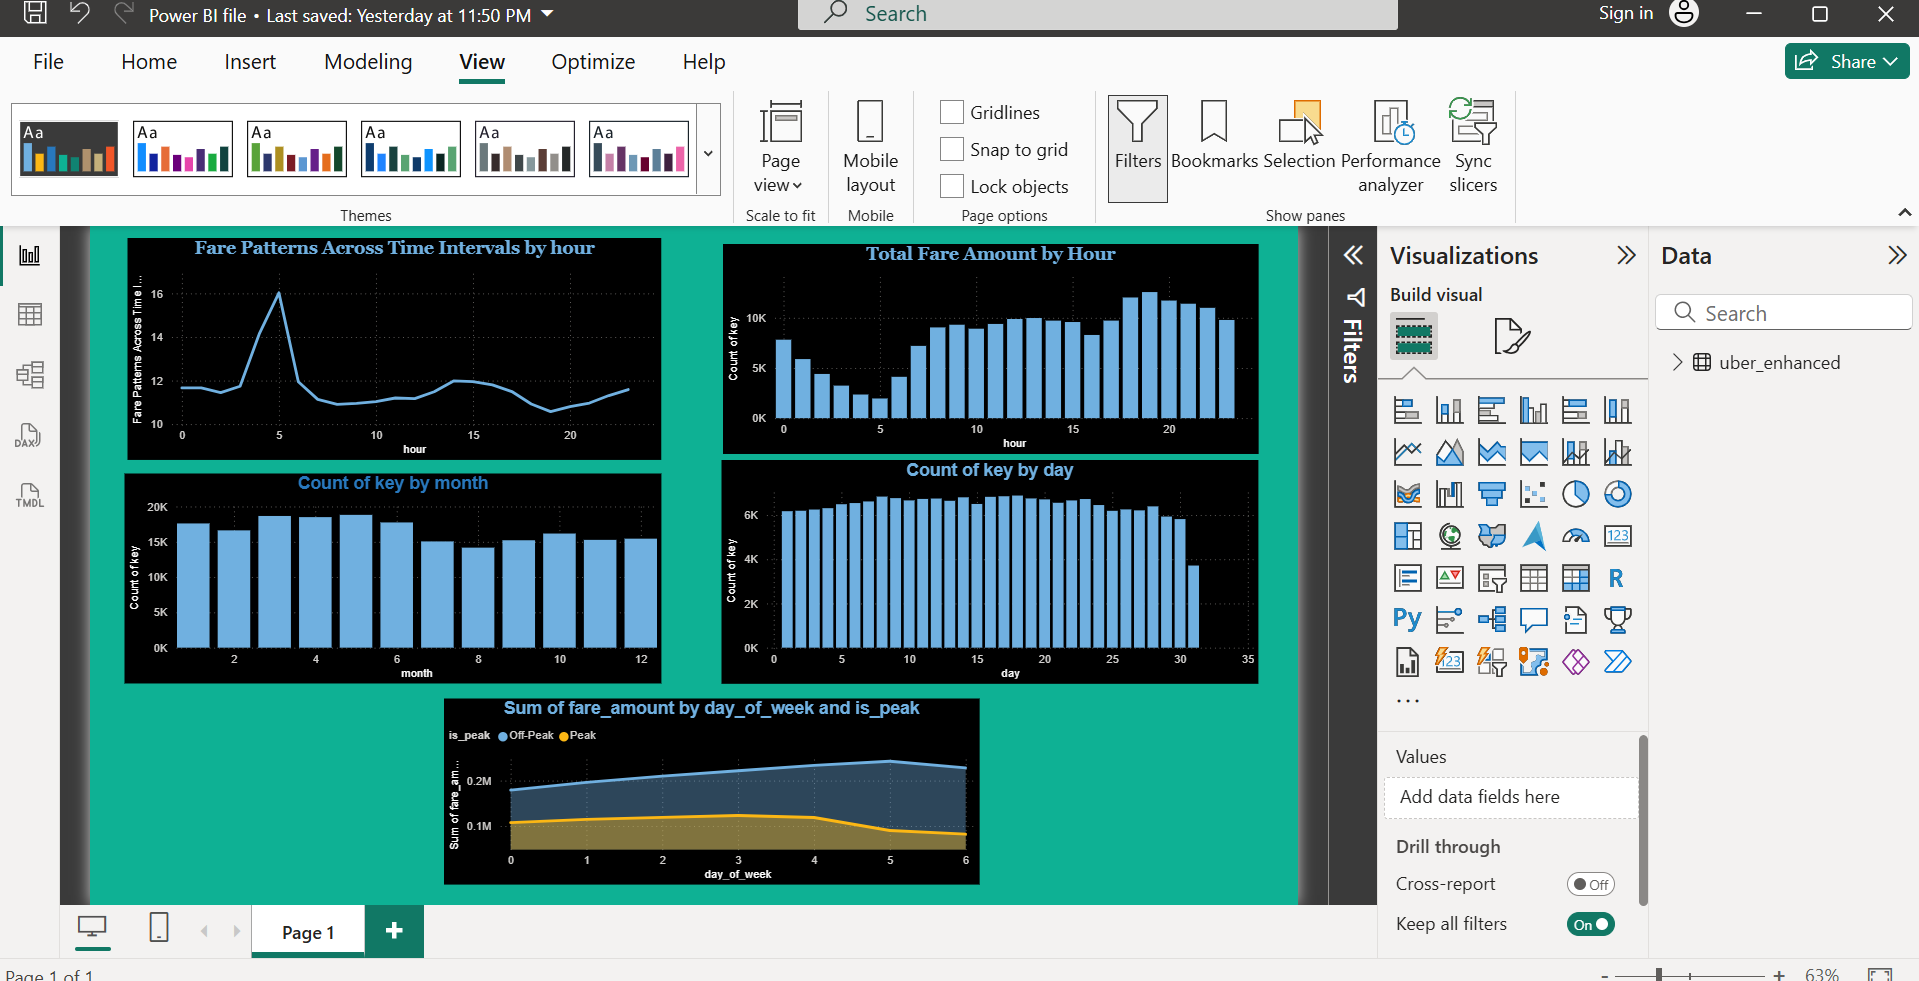 Power BI file • Last saved: Yesterday at 11:50 PM
Search
Sign in
File Home Insert Modeling View Optimize Help
Share
Aa Aa Aa Aa Aa Aa
Themes
Page view
Scale to fit
Mobile layout
Mobile
Gridlines
Snap to grid
Lock objects
Page options
Filters
Bookmarks
Selection
Performance analyzer
Sync slicers
Show panes
DAX
TMDL
Fare Patterns Across Time Intervals by hour
Fare Patterns Across Time I...
16
14
12
10
0 5 10 15 20
hour
Total Fare Amount by Hour
Count of key
10K
5K
0K
0 5 10 15 20
hour
Count of key by month
Count of key
20K
15K
10K
5K
0K
2 4 6 8 10 12
month
Count of key by day
Count of key
6K
4K
2K
0K
0 5 10 15 20 25 30 35
day
Sum of fare_amount by day_of_week and is_peak
is_peak Off-Peak Peak
Sum of fare_am...
0.2M
0.1M
0 1 2 3 4 5 6
day_of_week
Filters
Visualizations
Build visual
123
R
Py
123
...
Values
Add data fields here
Drill through
Cross-report
Off
Keep all filters
On
Data
Search
uber_enhanced
Page 1
+
Page 1 of 1
- + 63%